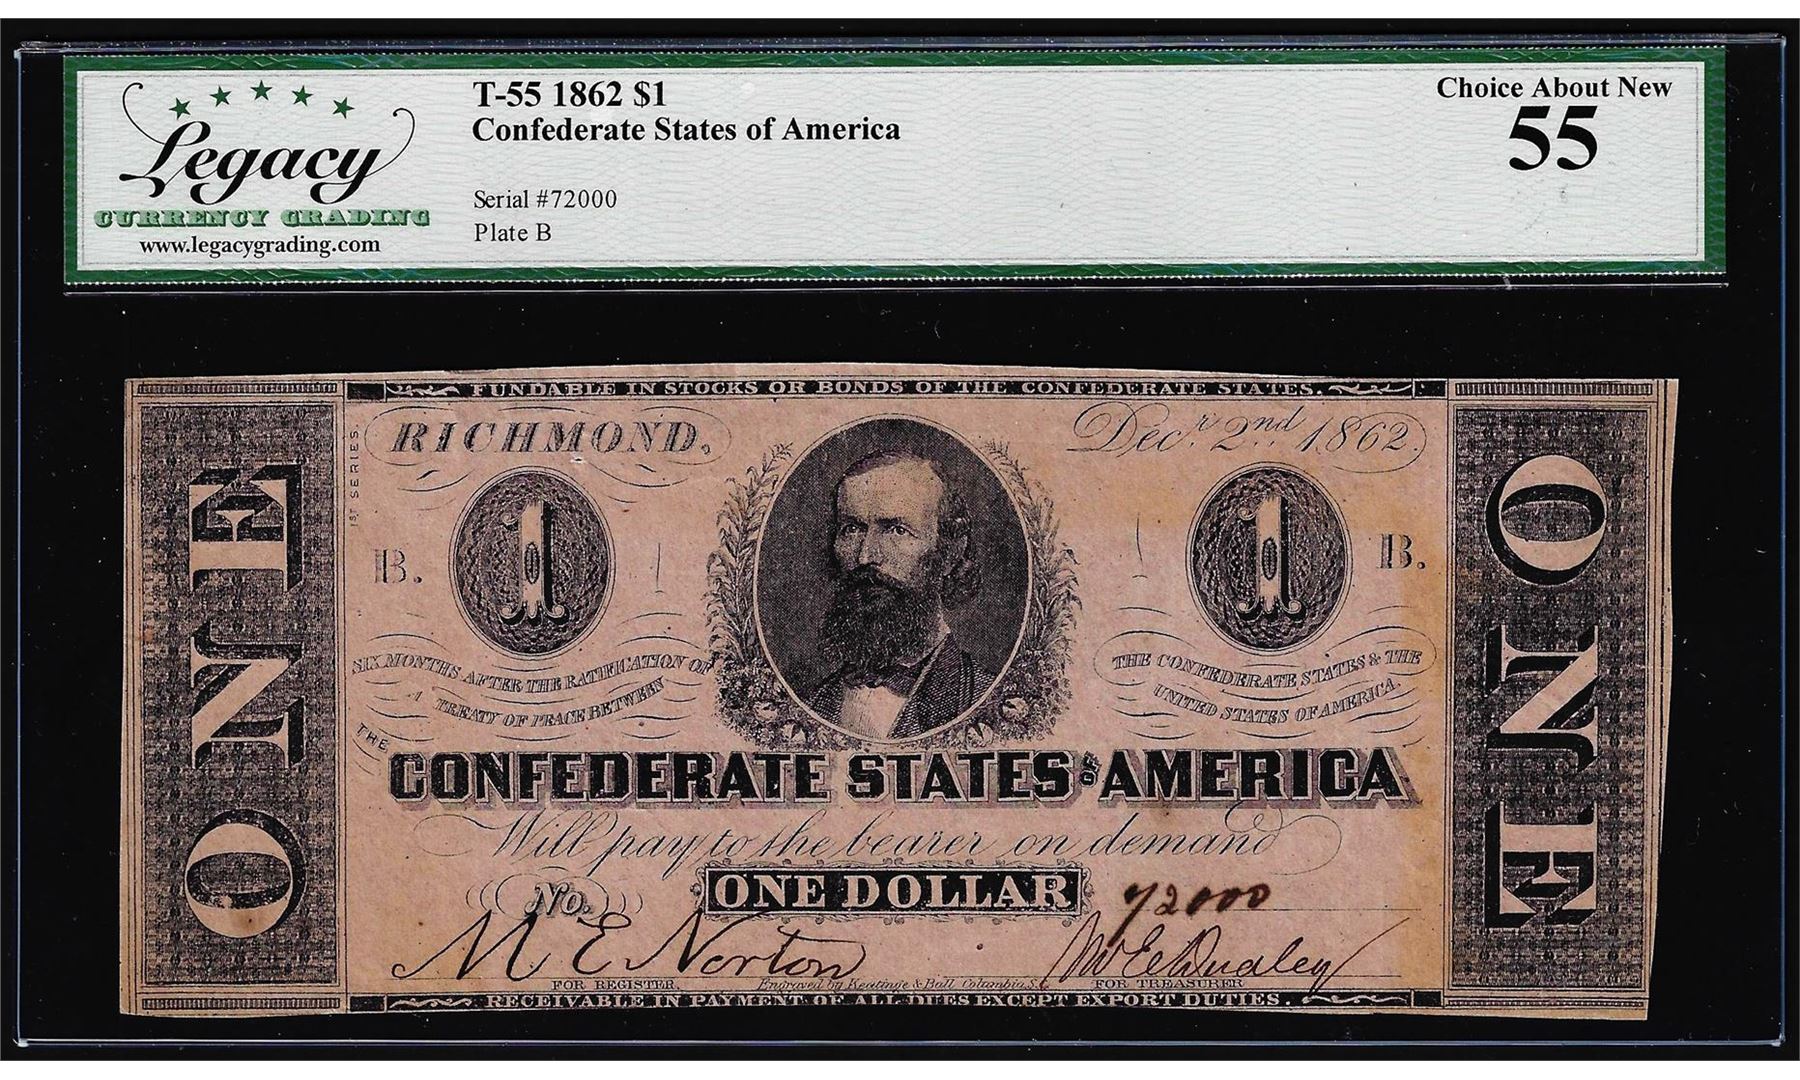 Legacy
CURRENCY GRADING
www.legacygrading.com
T-55 1862 $1
Confederate States of America
Serial #72000
Plate B
Choice About New
55
FUNDABLE IN STOCKS OR BONDS OF THE CONFEDERATE STATES.
ONE
1ST SERIES.
RICHMOND,
Decr. 2nd. 1862.
ONE
B.
1
1
B.
SIX MONTHS AFTER THE RATIFICATION OF
A TREATY OF PEACE BETWEEN
THE CONFEDERATE STATES & THE
UNITED STATES OF AMERICA.
THE
CONFEDERATE STATES OF AMERICA
Will pay to the bearer on demand
No.
ONE DOLLAR
72000
M E Norton
FOR REGISTER.
Engraved by Keatinge & Ball Columbia, S.C.
FOR TREASURER
RECEIVABLE IN PAYMENT OF ALL DUES EXCEPT EXPORT DUTIES.